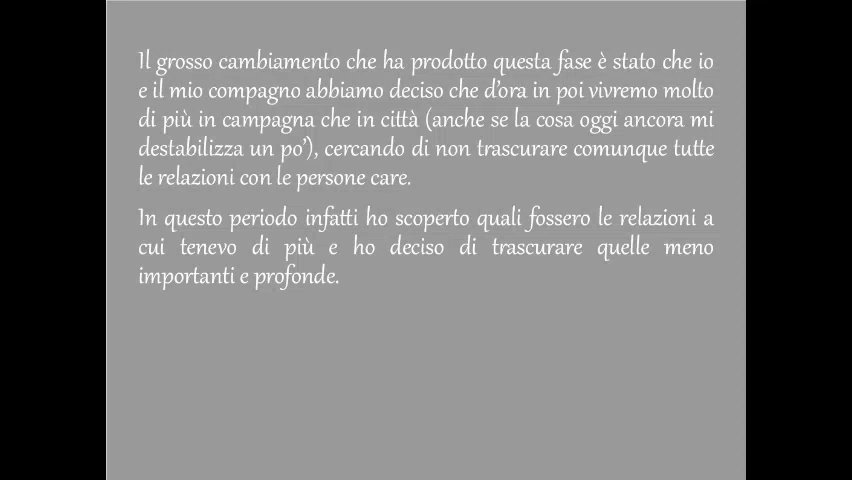 Il grosso cambiamento che ha prodotto questa fase è stato che io
e il mio compagno abbiamo deciso che d'ora in poi vivremo molto
di più in campagna che in città (anche se la cosa oggi ancora mi
destabilizza un po'), cercando di non trascurare comunque tutte
le relazioni con le persone care.
In questo periodo infatti ho scoperto quali fossero le relazioni a
cui tenevo di più e ho deciso di trascurare quelle meno
importanti e profonde.